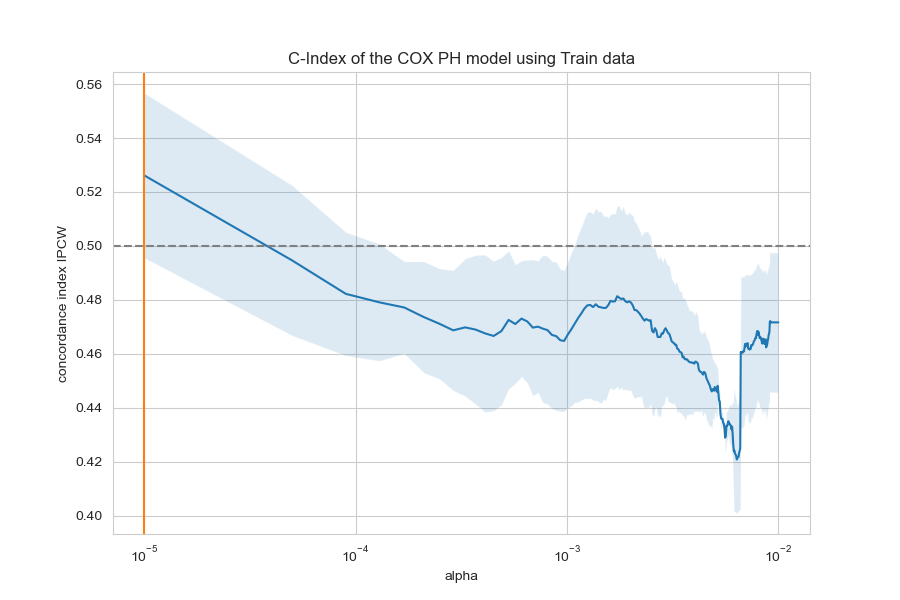 C-Index of the COX PH model using Train data
concordance index IPCW
0.56
0.54
0.52
0.50
0.48
0.46
0.44
0.42
0.40
10⁻⁵ 10⁻⁴ 10⁻³ 10⁻²
alpha